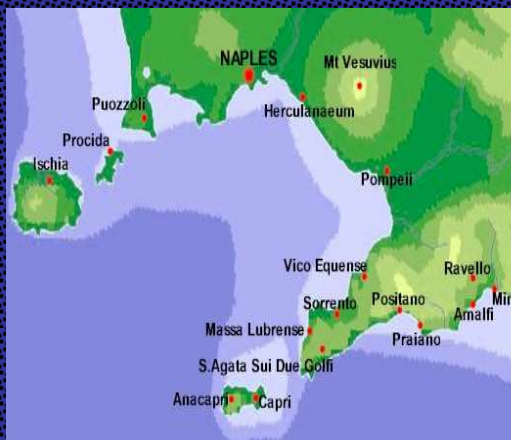 NAPLES
Mt Vesuvius
Puozzoli
Herculanaeum
Procida
Ischia
Pompeii
Vico Equense
Ravello
Sorrento
Positano
Min
Massa Lubrense
Amalfi
Praiano
S.Agata Sui Due Golfi
Anacapri
Capri